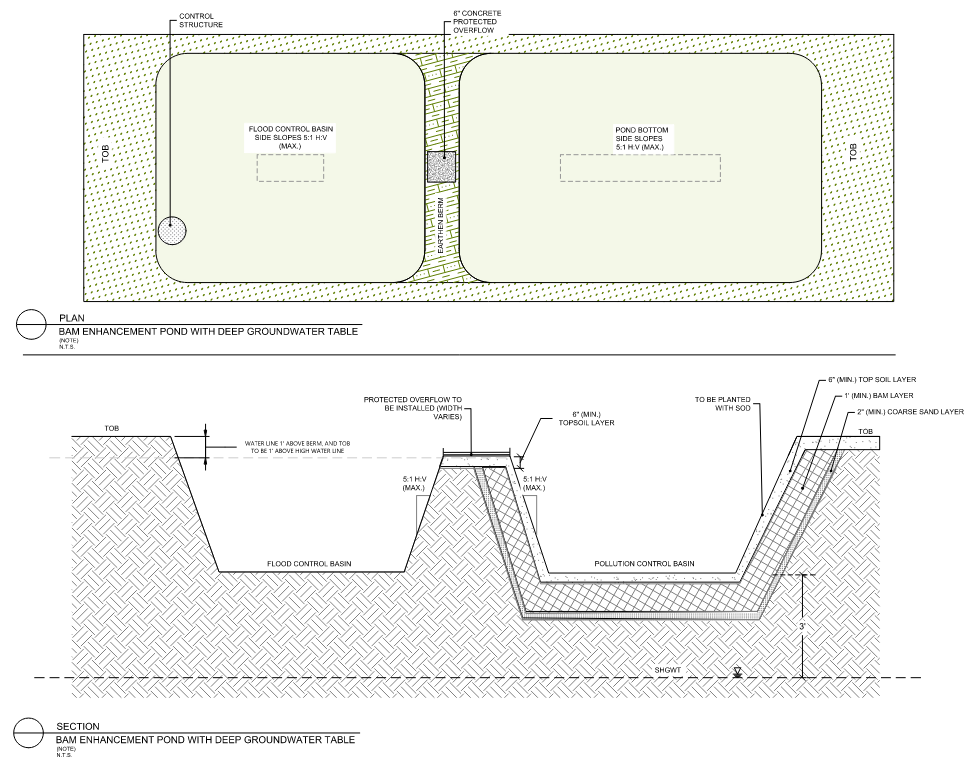 CONTROL
STRUCTURE
6" CONCRETE
PROTECTED
OVERFLOW
FLOOD CONTROL BASIN
SIDE SLOPES 5:1 H:V
(MAX.)
POND BOTTOM
SIDE SLOPES
5:1 H:V (MAX.)
TOB
TOB
EARTHEN BERM
PLAN
BAM ENHANCEMENT POND WITH DEEP GROUNDWATER TABLE
(NOTE)
N.T.S.
6" (MIN.) TOP SOIL LAYER
1' (MIN.) BAM LAYER
2" (MIN.) COARSE SAND LAYER
PROTECTED OVERFLOW TO
BE INSTALLED (WIDTH
VARIES)
TO BE PLANTED
WITH SOD
6" (MIN.)
TOPSOIL LAYER
TOB
TOB
WATER LINE 1' ABOVE BERM, AND TOB
TO BE 1' ABOVE HIGH WATER LINE
5:1 H:V
(MAX.)
5:1 H:V
(MAX.)
FLOOD CONTROL BASIN
POLLUTION CONTROL BASIN
3'
SHGWT
SECTION
BAM ENHANCEMENT POND WITH DEEP GROUNDWATER TABLE
(NOTE)
N.T.S.